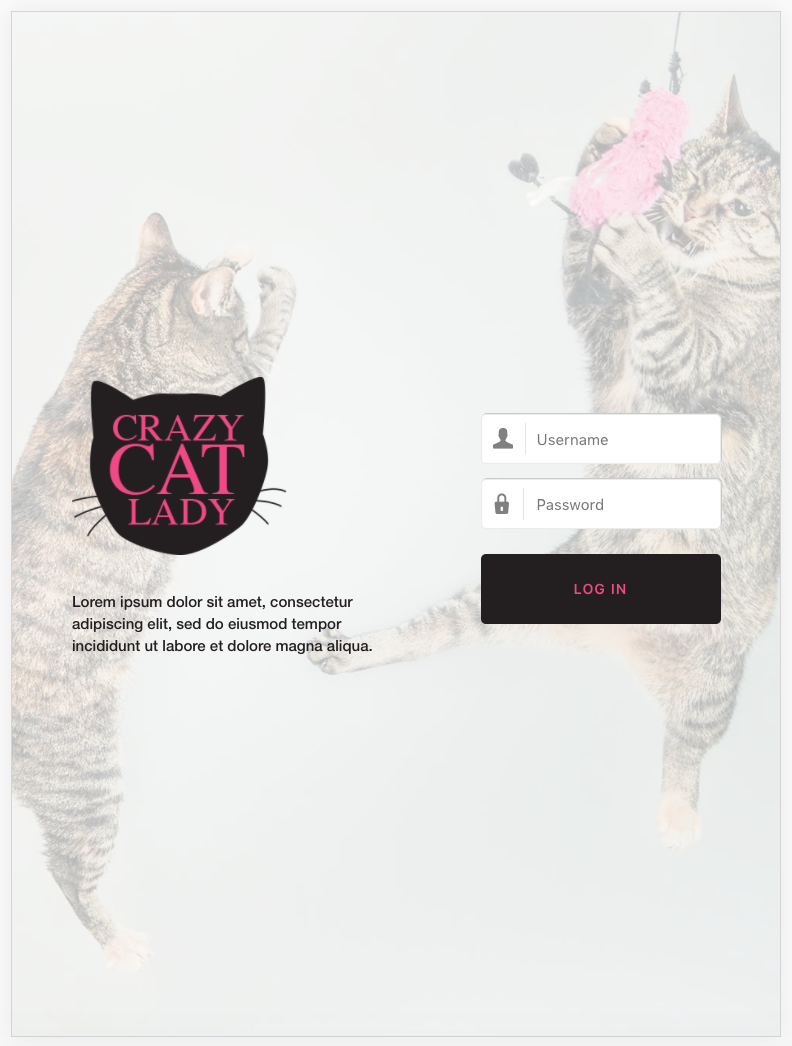 CRAZY
CAT
LADY
Lorem ipsum dolor sit amet, consectetur
adipiscing elit, sed do eiusmod tempor
incididunt ut labore et dolore magna aliqua.
Username
Password
LOG IN